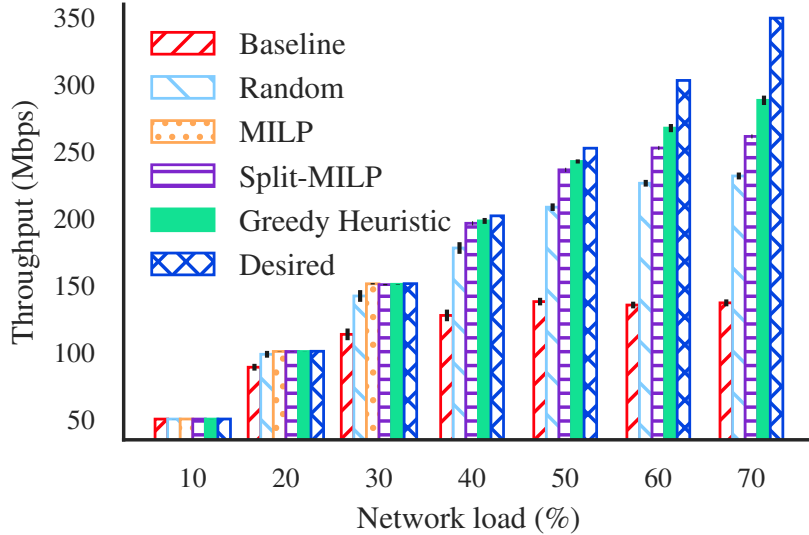 350
300
250
200
150
100
50
Throughput (Mbps)
Baseline
Random
MILP
Split-MILP
Greedy Heuristic
Desired
10 20 30 40 50 60 70
Network load (%)